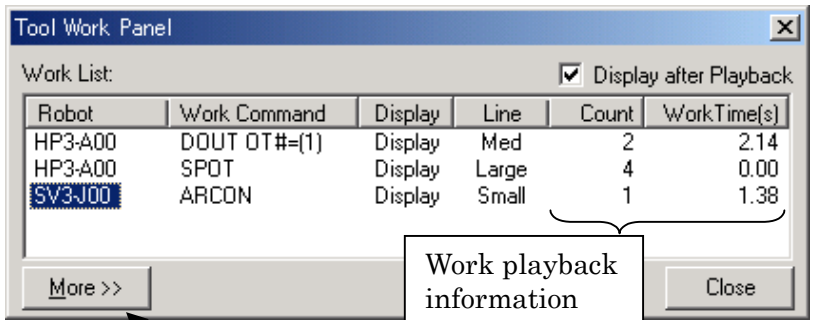 Tool Work Panel
Work List: Display after Playback
Robot Work Command Display Line Count WorkTime(s)
HP3-A00 DOUT OT#=(1) Display Med 2 2.14
HP3-A00 SPOT Display Large 4 0.00
SV3-J00 ARCON Display Small 1 1.38
Work playback
information
More >> Close